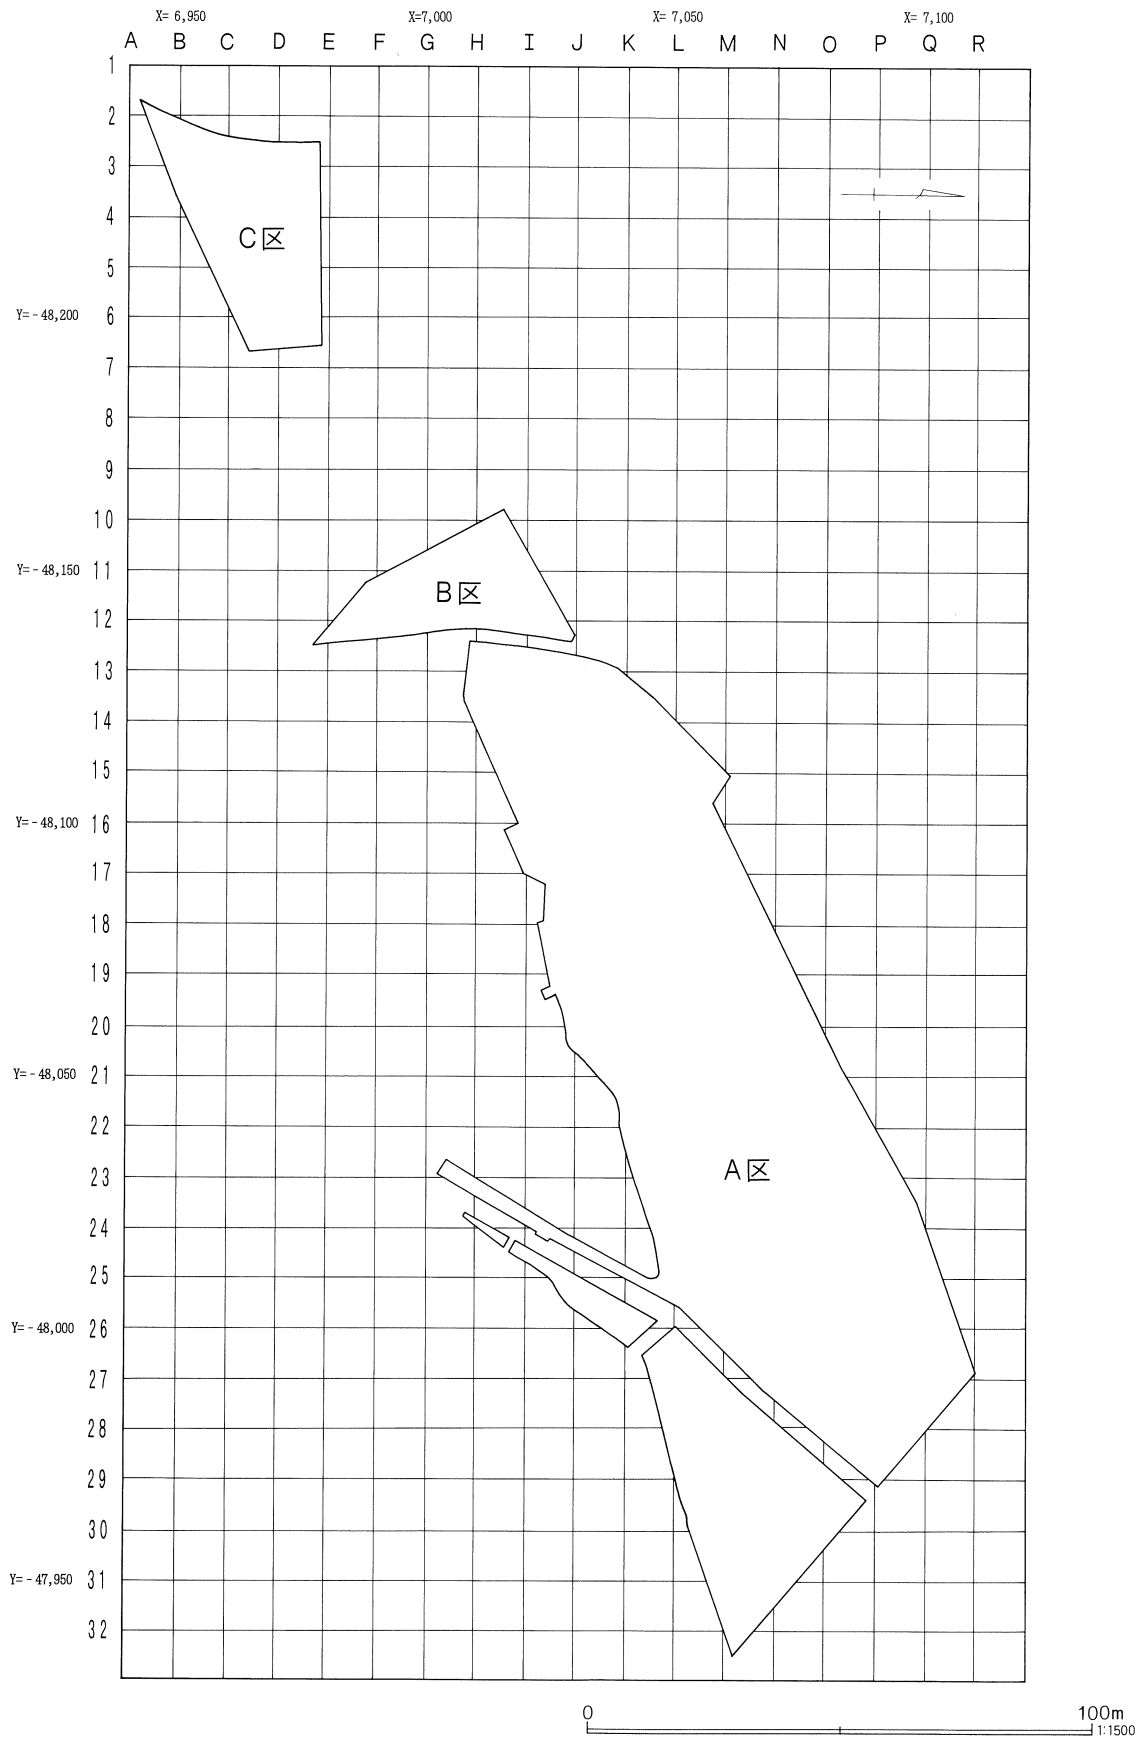 X= 6,950 X=7,000 X= 7,050 X= 7,100
A B C D E F G H I J K L M N O P Q R
1
2
3
4
C区
5
Y=-48,200 6
7
8
9
10
Y=-48,150 11
B区
12
13
14
15
Y=-48,100 16
17
18
19
20
Y=-48,050 21
22
A区
23
24
25
Y=-48,000 26
27
28
29
30
Y=-47,950 31
32
0 100m
1:1500